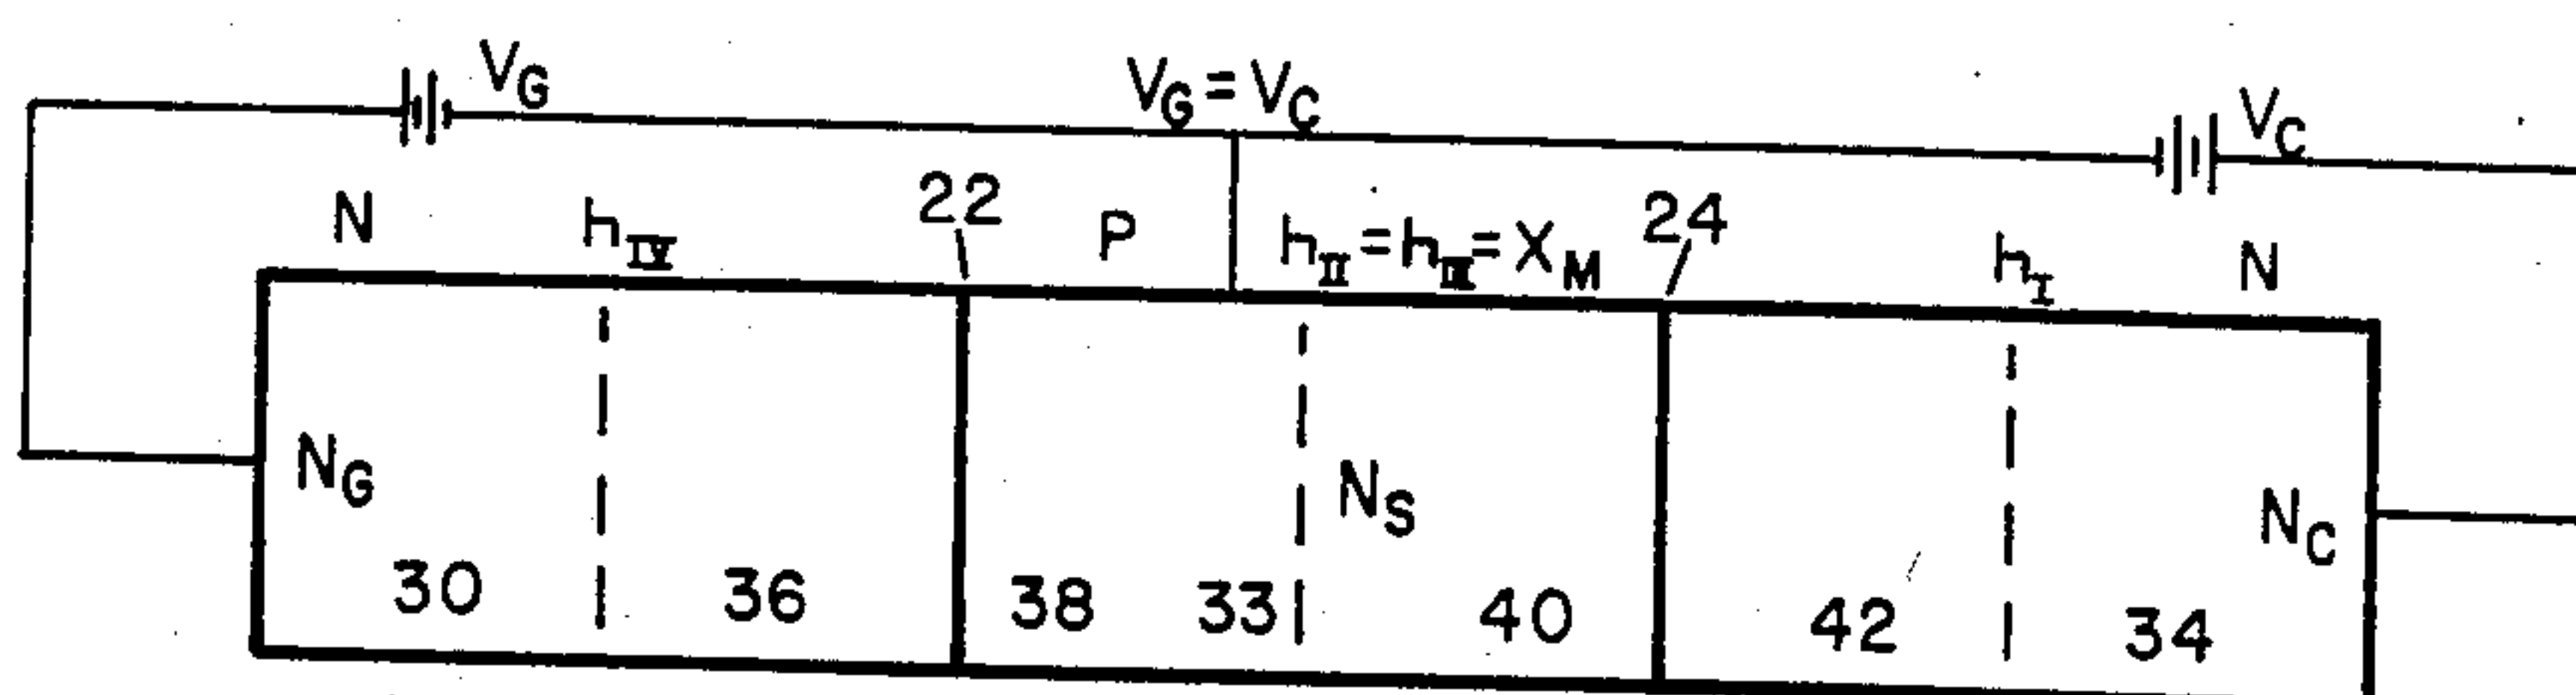 V_G V_G = V_C V_C
N h_IV 22 P h_II = h_III = X_M 24 h_I N
N_G N_S N_C
30 36 38 33 40 42 34